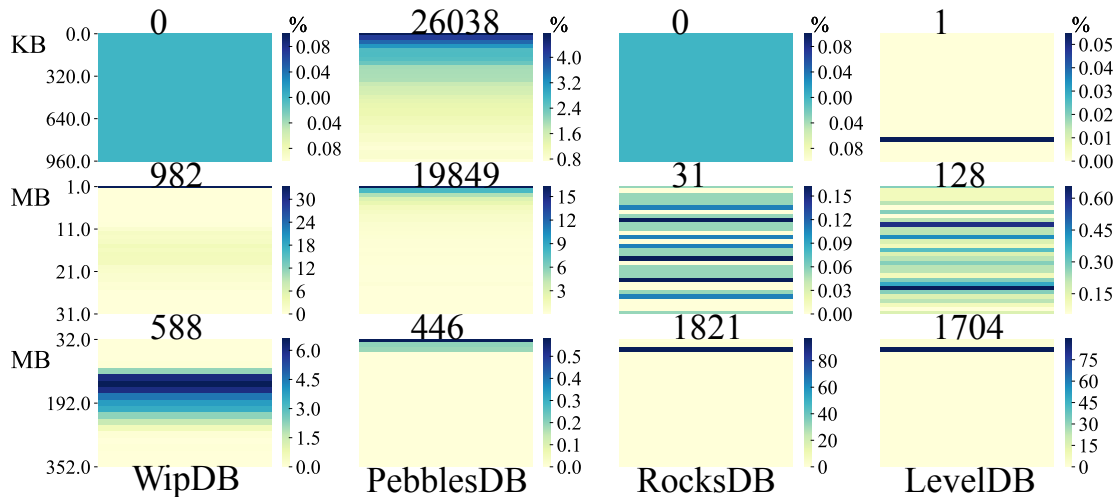 0 26038 0 1
KB % % % %
0.0 0.08 4.0 0.08 0.05
320.0 0.04 3.2 0.04 0.04
0.00 2.4 0.00 0.03
640.0 0.04 1.6 0.04 0.02
0.08 0.8 0.08 0.01
960.0 0.00
982 19849 31 128
MB
1.0 30 15 0.15 0.60
24 12 0.12
11.0 18 9 0.09 0.45
21.0 12 6 0.06 0.30
6 3 0.03 0.15
31.0 0 0.00
588 446 1821 1704
MB
32.0 6.0 0.5 80 75
4.5 0.4 60 60
192.0 3.0 0.3 40 45
0.2 30
1.5 0.1 20 15
352.0 0.0 0.0 0 0
WipDB PebblesDB RocksDB LevelDB